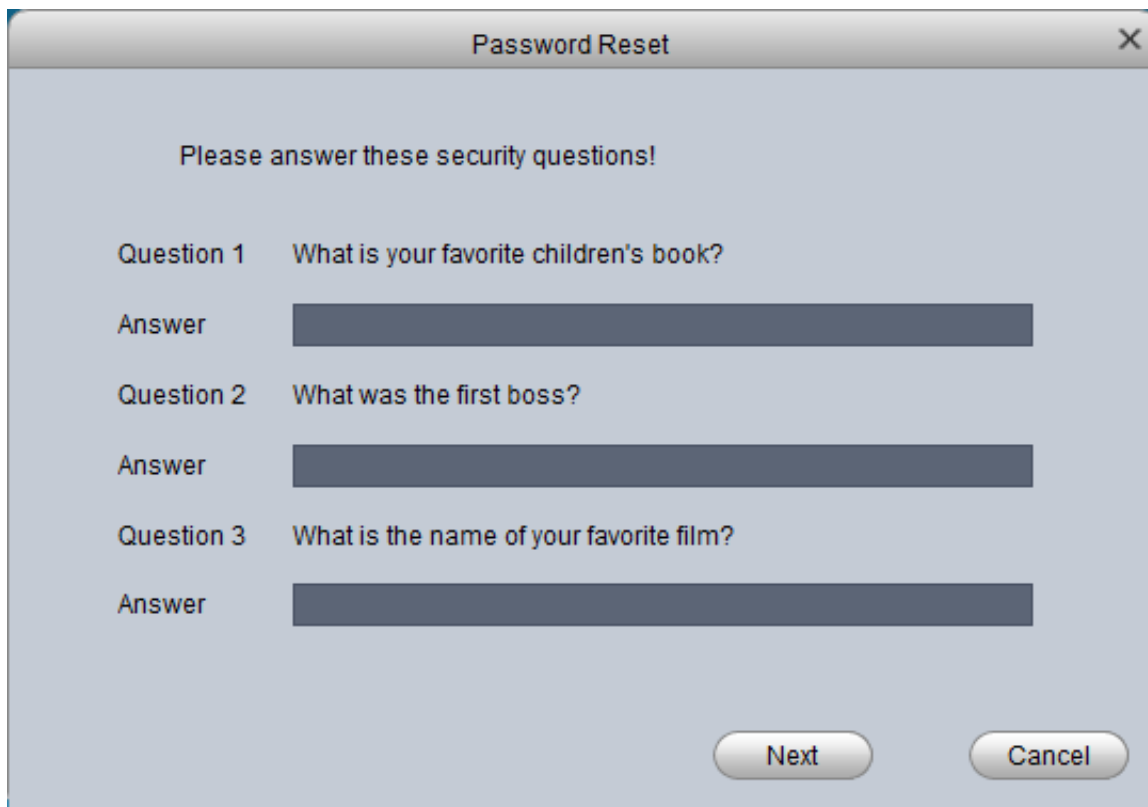 Password Reset
Please answer these security questions!
Question 1 What is your favorite children's book?
Answer
Question 2 What was the first boss?
Answer
Question 3 What is the name of your favorite film?
Answer
Next Cancel